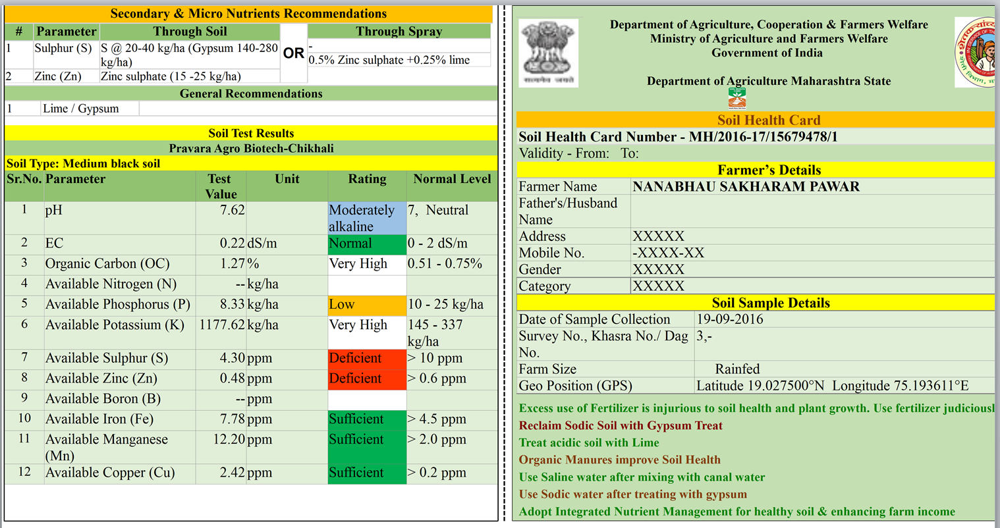 Secondary & Micro Nutrients Recommendations
# Parameter Through Soil OR Through Spray
1 Sulphur (S) S @ 20-40 kg/ha (Gypsum 140-280 kg/ha) -
2 Zinc (Zn) Zinc sulphate (15 -25 kg/ha) 0.5% Zinc sulphate +0.25% lime
General Recommendations
1 Lime / Gypsum
Soil Test Results
Pravara Agro Biotech-Chikhali
Soil Type: Medium black soil
Sr.No. Parameter Test Value Unit Rating Normal Level
1 pH 7.62 Moderately alkaline 7, Neutral
2 EC 0.22 dS/m Normal 0 - 2 dS/m
3 Organic Carbon (OC) 1.27 % Very High 0.51 - 0.75%
4 Available Nitrogen (N) -- kg/ha
5 Available Phosphorus (P) 8.33 kg/ha Low 10 - 25 kg/ha
6 Available Potassium (K) 1177.62 kg/ha Very High 145 - 337 kg/ha
7 Available Sulphur (S) 4.30 ppm Deficient > 10 ppm
8 Available Zinc (Zn) 0.48 ppm Deficient > 0.6 ppm
9 Available Boron (B) -- ppm
10 Available Iron (Fe) 7.78 ppm Sufficient > 4.5 ppm
11 Available Manganese (Mn) 12.20 ppm Sufficient > 2.0 ppm
12 Available Copper (Cu) 2.42 ppm Sufficient > 0.2 ppm
Department of Agriculture, Cooperation & Farmers Welfare
Ministry of Agriculture and Farmers Welfare
Government of India
सत्यमेव जयते
Department of Agriculture Maharashtra State
Soil Health Card
Soil Health Card Number - MH/2016-17/15679478/1
Validity - From: To:
Farmer's Details
Farmer Name NANABHAU SAKHARAM PAWAR
Father's/Husband Name
Address XXXXX
Mobile No. -XXXX-XX
Gender XXXXX
Category XXXXX
Soil Sample Details
Date of Sample Collection 19-09-2016
Survey No., Khasra No./ Dag No. 3,-
Farm Size Rainfed
Geo Position (GPS) Latitude 19.027500°N Longitude 75.193611°E
Excess use of Fertilizer is injurious to soil health and plant growth. Use fertilizer judiciousl
Reclaim Sodic Soil with Gypsum Treat
Treat acidic soil with Lime
Organic Manures improve Soil Health
Use Saline water after mixing with canal water
Use Sodic water after treating with gypsum
Adopt Integrated Nutrient Management for healthy soil & enhancing farm income